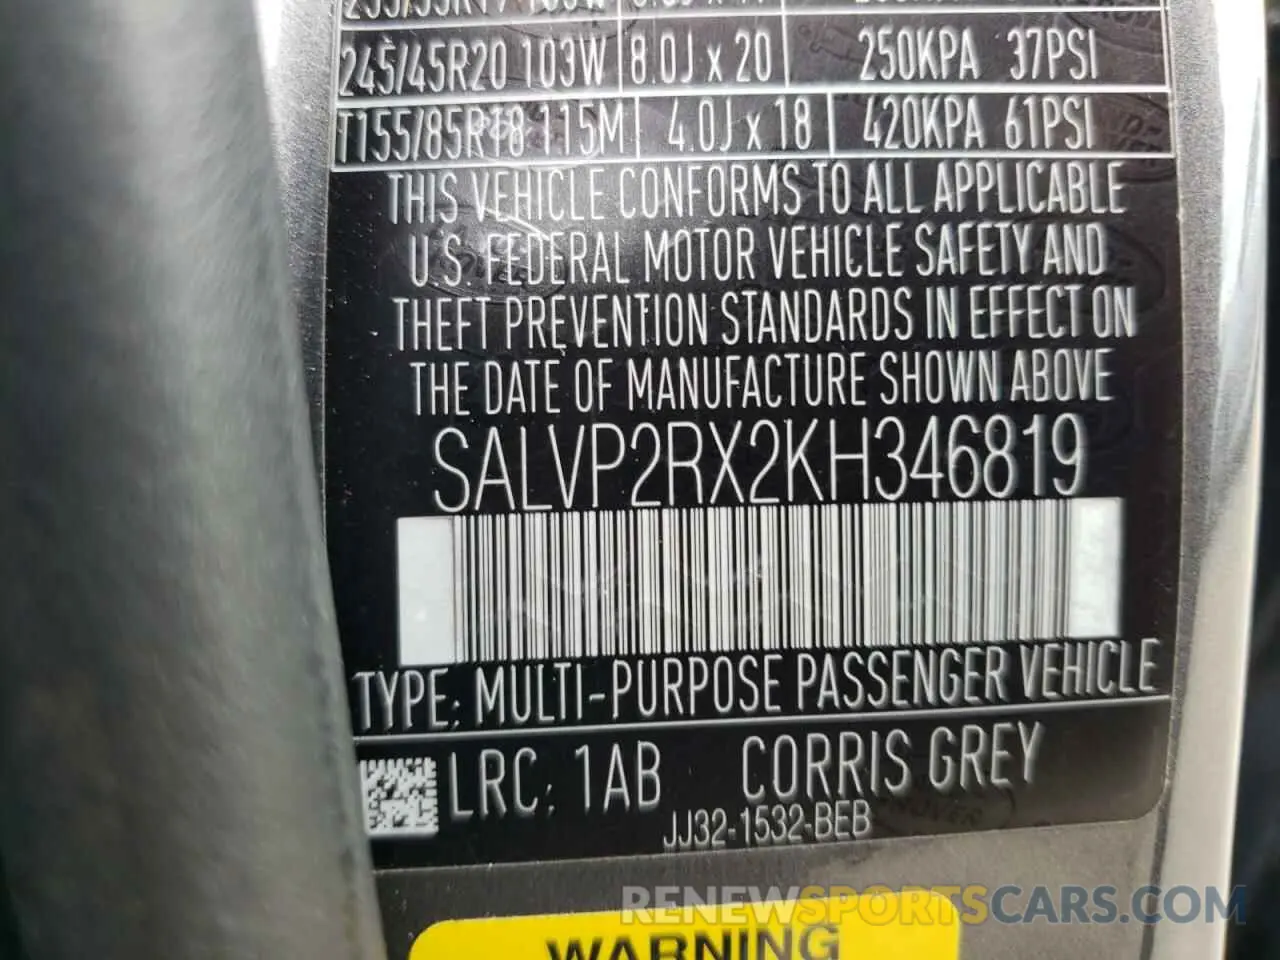 245/45R20 103W 8.0J x 20 250KPA 37PSI
T155/85R18 115M 4.0J x 18 420KPA 61PSI
THIS VEHICLE CONFORMS TO ALL APPLICABLE
U.S. FEDERAL MOTOR VEHICLE SAFETY AND
THEFT PREVENTION STANDARDS IN EFFECT ON
THE DATE OF MANUFACTURE SHOWN ABOVE
SALVP2RX2KH346819
TYPE: MULTI-PURPOSE PASSENGER VEHICLE
LRC: 1AB CORRIS GREY
JJ32-1532-BEB
RENEWSPORTSCARS.COM
WARNING